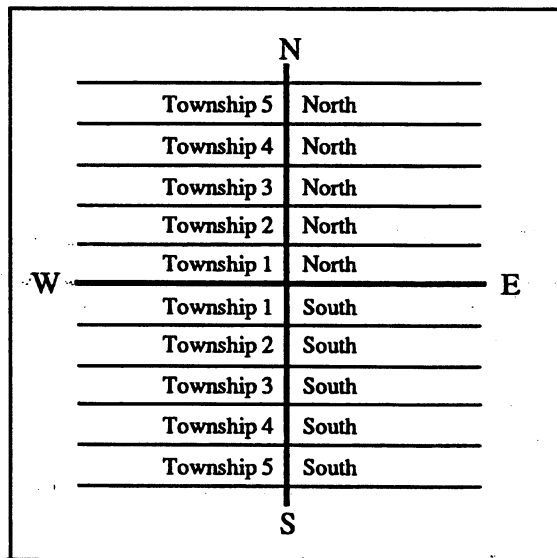 N
Township 5 North
Township 4 North
Township 3 North
Township 2 North
Township 1 North
W E
Township 1 South
Township 2 South
Township 3 South
Township 4 South
Township 5 South
S